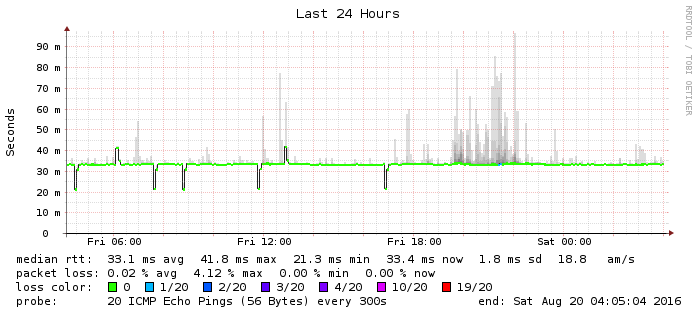 Last 24 Hours
RRDTOOL / TOBI OETIKER
Seconds
90 m
80 m
70 m
60 m
50 m
40 m
30 m
20 m
10 m
0
Fri 06:00 Fri 12:00 Fri 18:00 Sat 00:00
median rtt: 33.1 ms avg 41.8 ms max 21.3 ms min 33.4 ms now 1.8 ms sd 18.8 am/s
packet loss: 0.02 % avg 4.12 % max 0.00 % min 0.00 % now
loss color: 0 1/20 2/20 3/20 4/20 10/20 19/20
probe: 20 ICMP Echo Pings (56 Bytes) every 300s end: Sat Aug 20 04:05:04 2016